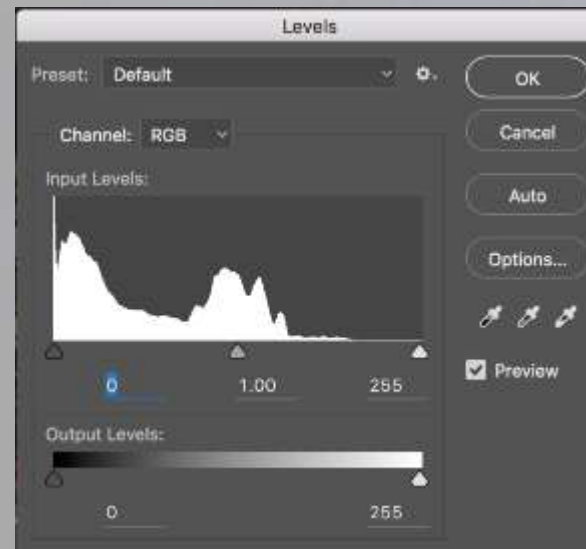 Levels
Preset: Default
OK
Channel: RGB
Cancel
Input Levels:
Auto
Options...
0 1.00 255
Preview
Output Levels:
0 255